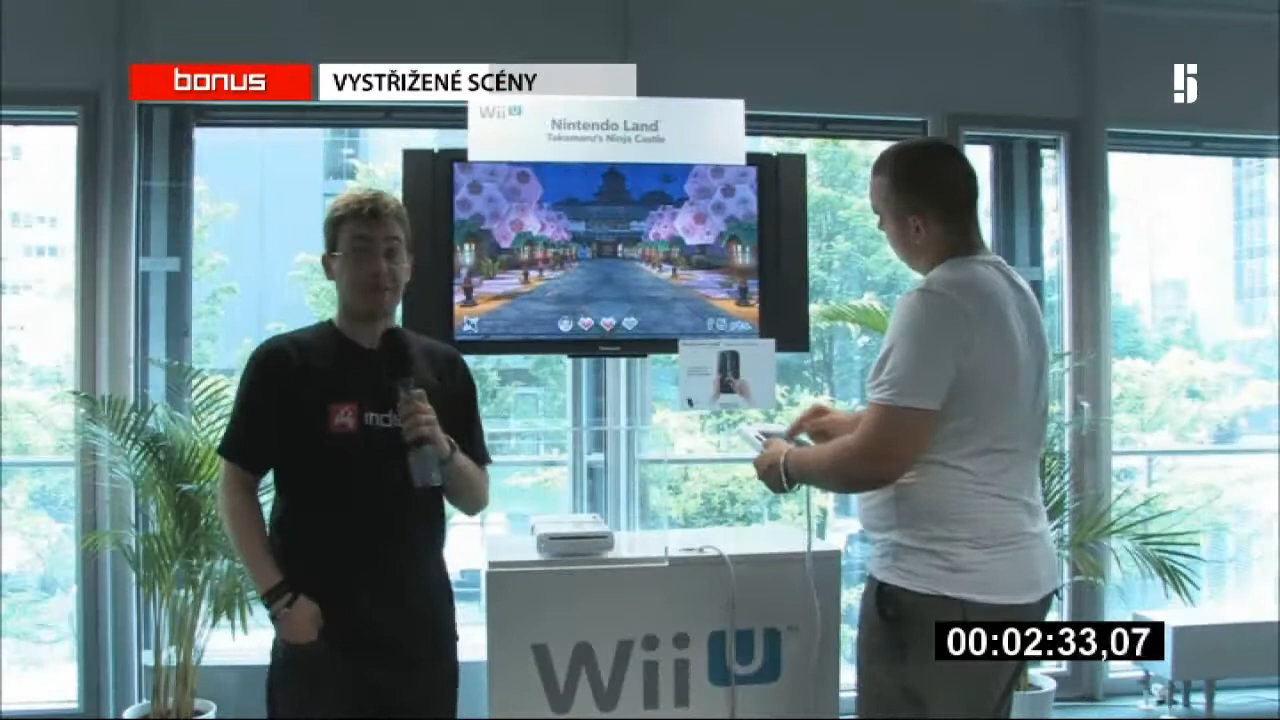 bonus
VYSTŘIŽENÉ SCÉNY
5
Wii U
Nintendo Land
Takamaru's Ninja Castle
Wii U
00:02:33,07